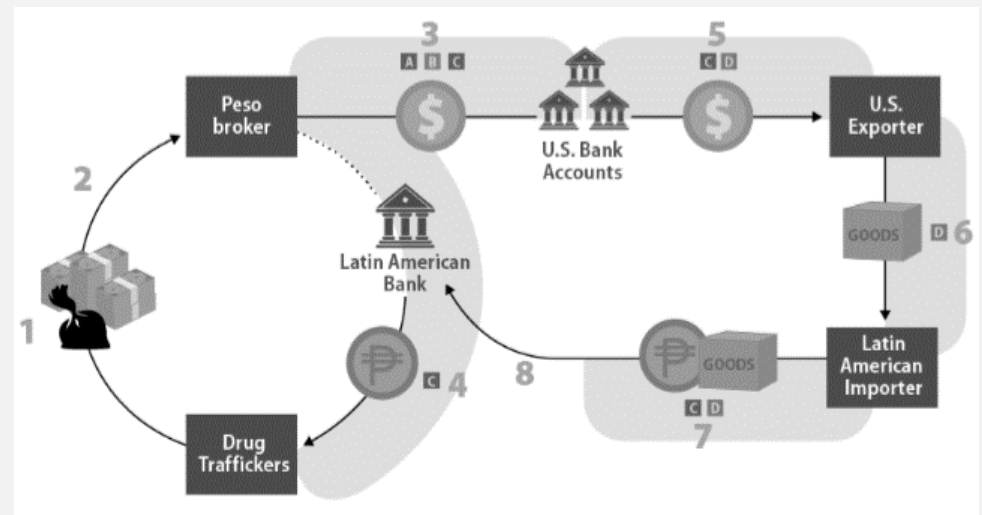 3
A B C
5
C D
Peso
broker
$
$
U.S.
Exporter
U.S. Bank
Accounts
2
GOODS
D 6
Latin American
Bank
1
Latin
American
Importer
₱
C 4
8
₱
GOODS
C D
7
Drug
Traffickers